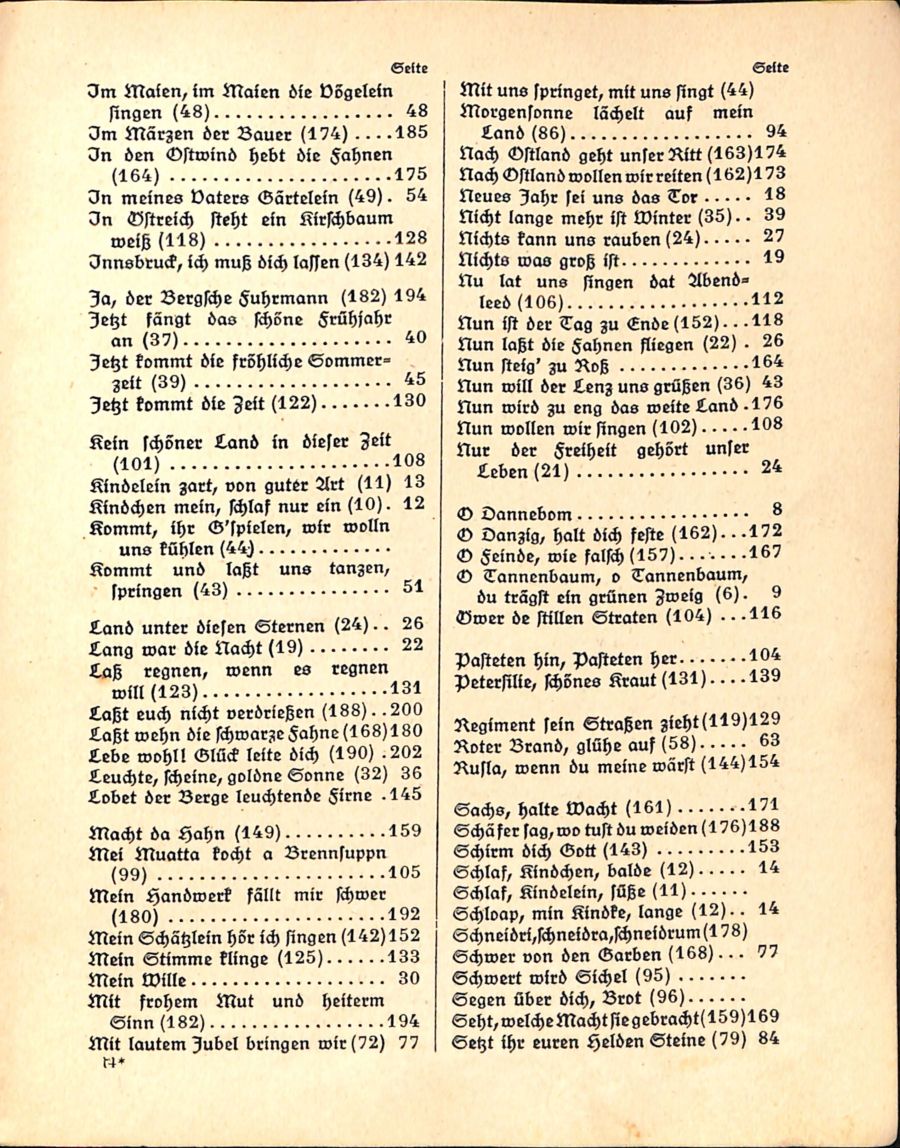 Seite
Im Maien, im Maien die Vögelein
singen (48)................. 48
Im Märzen der Bauer (174) ....185
In den Ostwind hebt die Fahnen
(164) .....................175
In meines Vaters Gärtelein (49). 54
In Östreich steht ein Kirschbaum
weiß (118) .................128
Innsbruck, ich muß dich lassen (134) 142
Ja, der Bergsche Fuhrmann (182) 194
Jetzt fängt das schöne Frühjahr
an (37).................... 40
Jetzt kommt die fröhliche Sommer=
zeit (39) ................... 45
Jetzt kommt die Zeit (122).......130
Kein schöner Land in dieser Zeit
(101) .....................108
Kindelein zart, von guter Art (11) 13
Kindchen mein, schlaf nur ein (10). 12
Kommt, ihr G'spielen, wir wolln
uns kühlen (44).............
Kommt und laßt uns tanzen,
springen (43) ............... 51
Land unter diesen Sternen (24).. 26
Lang war die Nacht (19) ........ 22
Laß regnen, wenn es regnen
will (123)..................131
Laßt euch nicht verdrießen (188)..200
Laßt wehn die schwarze Fahne (168)180
Lebe wohl! Glück leite dich (190) .202
Leuchte, scheine, goldne Sonne (32) 36
Lobet der Berge leuchtende Firne .145
Macht da Hahn (149)..........159
Mei Muatta kocht a Brennsuppn
(99) ......................105
Mein Handwerk fällt mir schwer
(180) .....................192
Mein Schätzlein hör ich singen (142)152
Mein Stimme klinge (125)......133
Mein Wille................... 30
Mit frohem Mut und heiterm
Sinn (182).................194
Mit lautem Jubel bringen wir (72) 77
14*
Seite
Mit uns springet, mit uns singt (44)
Morgensonne lächelt auf mein
Land (86).................. 94
Nach Ostland geht unser Ritt (163)174
Nach Ostland wollen wir reiten (162)173
Neues Jahr sei uns das Tor ..... 18
Nicht lange mehr ist Winter (35).. 39
Nichts kann uns rauben (24)..... 27
Nichts was groß ist............. 19
Nu lat uns singen dat Abend=
leed (106)..................112
Nun ist der Tag zu Ende (152)...118
Nun laßt die Fahnen fliegen (22) . 26
Nun steig' zu Roß .............164
Nun will der Lenz uns grüßen (36) 43
Nun wird zu eng das weite Land .176
Nun wollen wir singen (102).....108
Nur der Freiheit gehört unser
Leben (21) ................. 24
O Dannebom................. 8
O Danzig, halt dich feste (162)...172
O Feinde, wie falsch (157).......167
O Tannenbaum, o Tannenbaum,
du trägst ein grünen Zweig (6). 9
Öwer de stillen Straten (104) ...116
Pasteten hin, Pasteten her.......104
Petersilie, schönes Kraut (131)....139
Regiment sein Straßen zieht (119)129
Roter Brand, glühe auf (58)..... 63
Rusla, wenn du meine wärst (144)154
Sachs, halte Wacht (161) .......171
Schäfer sag, wo tust du weiden (176)188
Schirm dich Gott (143) .........153
Schlaf, Kindchen, balde (12)..... 14
Schlaf, Kindelein, süße (11)......
Schloap, min Kindke, lange (12).. 14
Schneidri, schneidra, schneidrum (178)
Schwer von den Garben (168)... 77
Schwert wird Sichel (95) .......
Segen über dich, Brot (96)......
Seht, welche Macht sie gebracht (159)169
Setzt ihr euren Helden Steine (79) 84